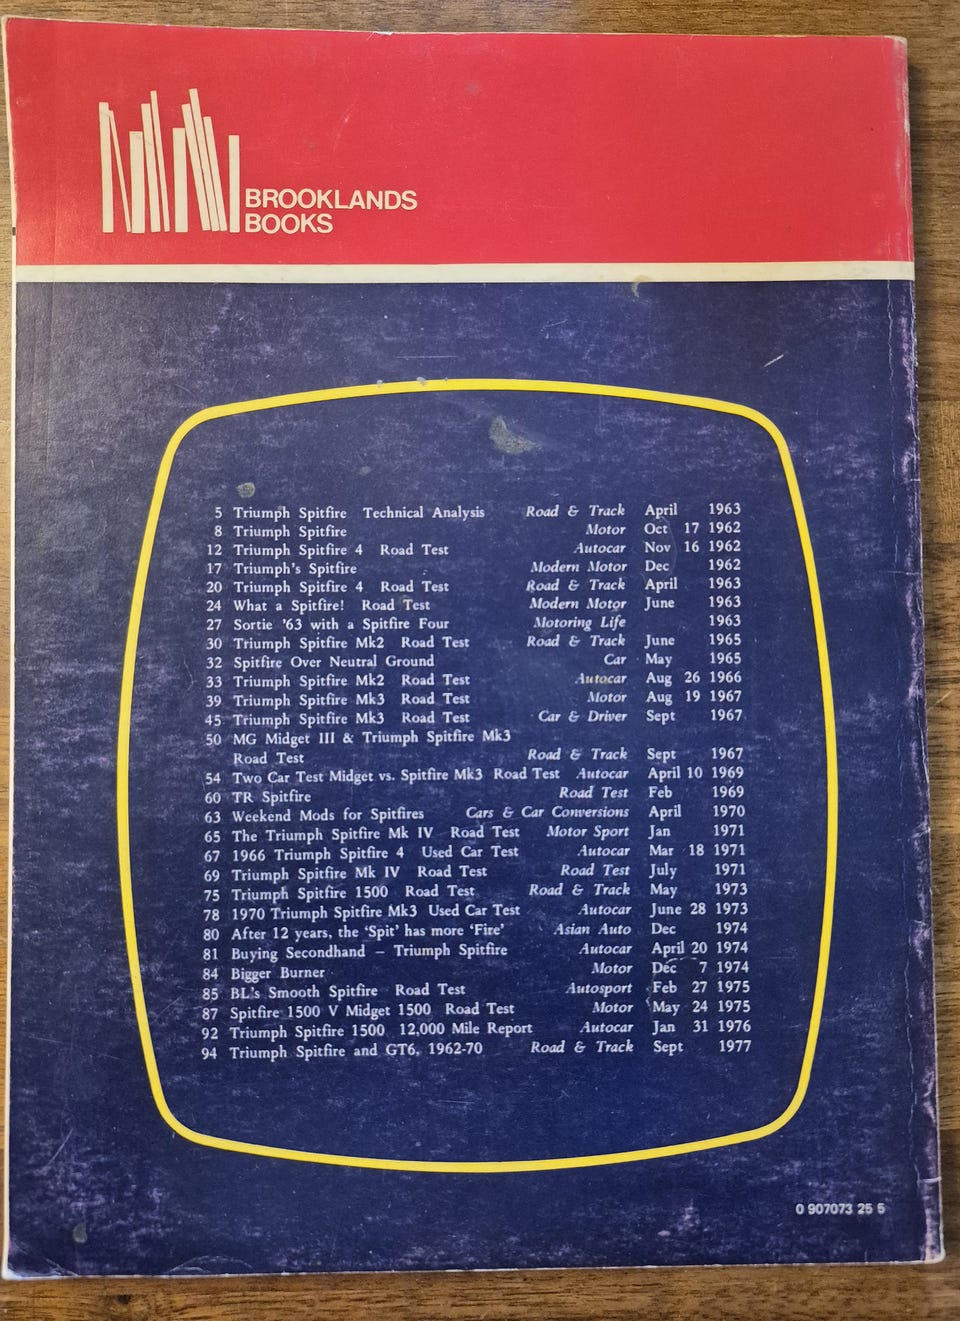 BROOKLANDS
BOOKS
5 Triumph Spitfire Technical Analysis Road & Track April 1963
8 Triumph Spitfire Motor Oct 17 1962
12 Triumph Spitfire 4 Road Test Autocar Nov 16 1962
17 Triumph's Spitfire Modern Motor Dec 1962
20 Triumph Spitfire 4 Road Test Road & Track April 1963
24 What a Spitfire! Road Test Modern Motor June 1963
27 Sortie '63 with a Spitfire Four Motoring Life 1963
30 Triumph Spitfire Mk2 Road Test Road & Track June 1965
32 Spitfire Over Neutral Ground Car May 1965
33 Triumph Spitfire Mk2 Road Test Autocar Aug 26 1966
39 Triumph Spitfire Mk3 Road Test Motor Aug 19 1967
45 Triumph Spitfire Mk3 Road Test Car & Driver Sept 1967
50 MG Midget III & Triumph Spitfire Mk3
Road Test Road & Track Sept 1967
54 Two Car Test Midget vs. Spitfire Mk3 Road Test Autocar April 10 1969
60 TR Spitfire Road Test Feb 1969
63 Weekend Mods for Spitfires Cars & Car Conversions April 1970
65 The Triumph Spitfire Mk IV Road Test Motor Sport Jan 1971
67 1966 Triumph Spitfire 4 Used Car Test Autocar Mar 18 1971
69 Triumph Spitfire Mk IV Road Test Road Test July 1971
75 Triumph Spitfire 1500 Road Test Road & Track May 1973
78 1970 Triumph Spitfire Mk3 Used Car Test Autocar June 28 1973
80 After 12 years, the 'Spit' has more 'Fire' Asian Auto Dec 1974
81 Buying Secondhand – Triumph Spitfire Autocar April 20 1974
84 Bigger Burner Motor Dec 7 1974
85 BL's Smooth Spitfire Road Test Autosport Feb 27 1975
87 Spitfire 1500 V Midget 1500 Road Test Motor May 24 1975
92 Triumph Spitfire 1500 12,000 Mile Report Autocar Jan 31 1976
94 Triumph Spitfire and GT6, 1962-70 Road & Track Sept 1977
0 907073 25 5